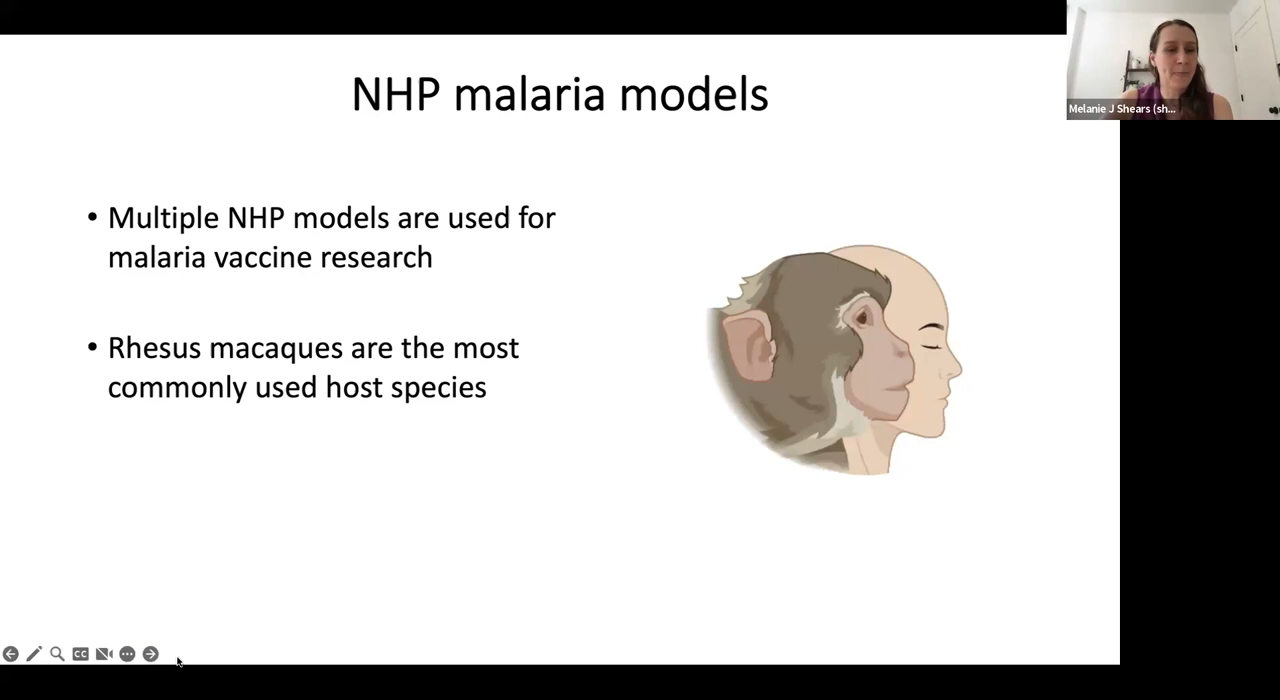 NHP malaria models
Melanie J Shears (sh...
• Multiple NHP models are used for
malaria vaccine research
• Rhesus macaques are the most
commonly used host species
CC